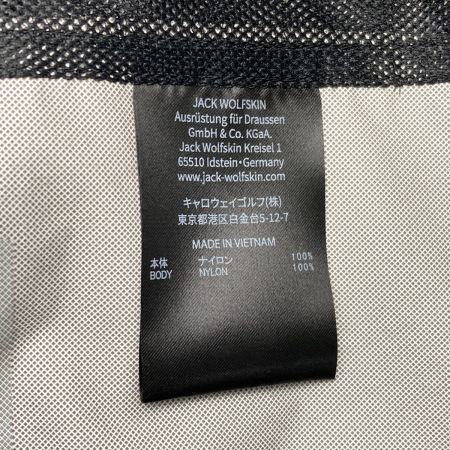 JACK WOLFSKIN
Ausrüstung für Draussen
GmbH & Co. KGaA.
Jack Wolfskin Kreisel 1
65510 Idstein・Germany
www.jack-wolfskin.com
キャロウェイゴルフ(株)
東京都港区白金台5-12-7
MADE IN VIETNAM
本体 ナイロン 100%
BODY NYLON 100%